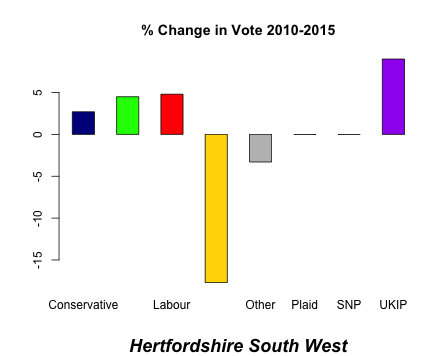 % Change in Vote 2010-2015
5
0
-5
-10
-15
Conservative Labour Other Plaid SNP UKIP
Hertfordshire South West